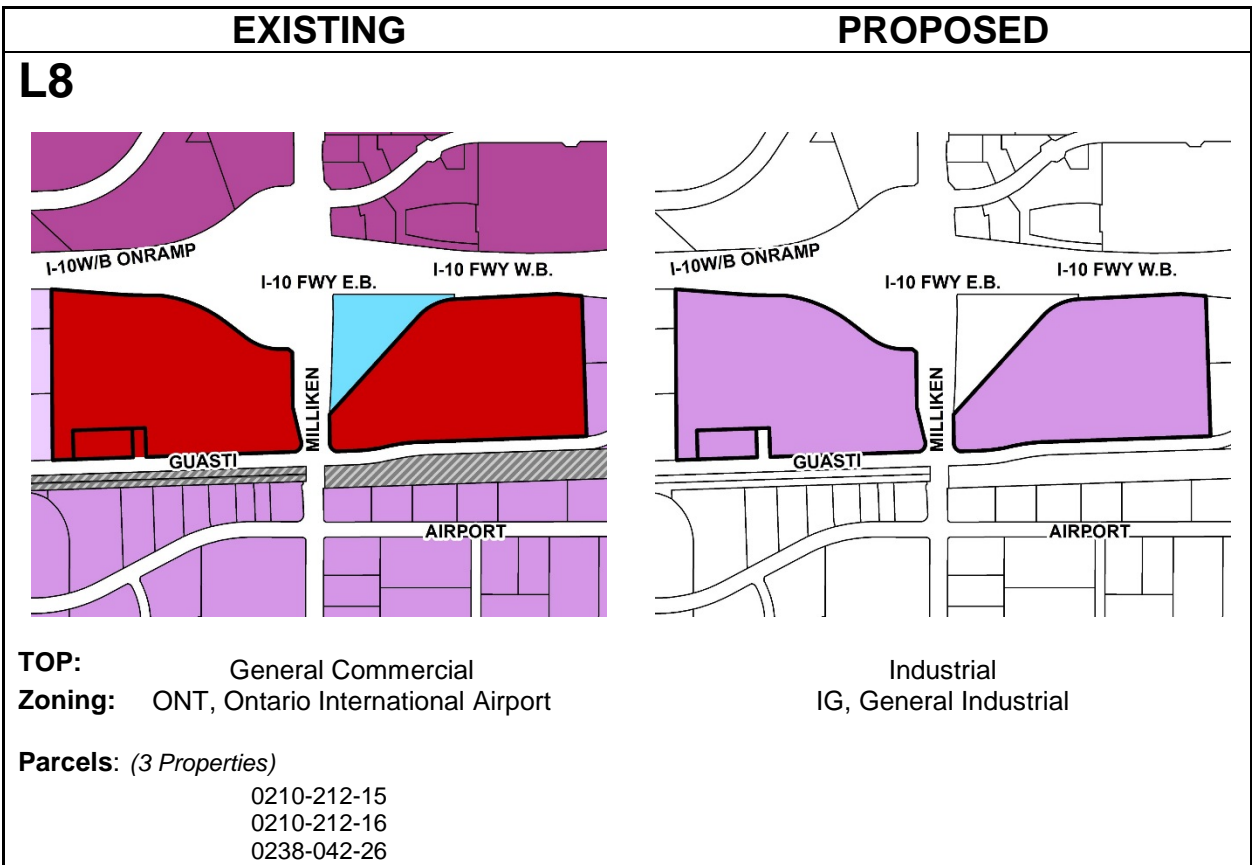 EXISTING
PROPOSED
L8
I-10W/B ONRAMP
I-10 FWY W.B.
I-10 FWY E.B.
MILLIKEN
GUASTI
AIRPORT
I-10W/B ONRAMP
I-10 FWY W.B.
I-10 FWY E.B.
MILLIKEN
GUASTI
AIRPORT
TOP: General Commercial
Industrial
Zoning: ONT, Ontario International Airport
IG, General Industrial
Parcels: (3 Properties)
0210-212-15
0210-212-16
0238-042-26